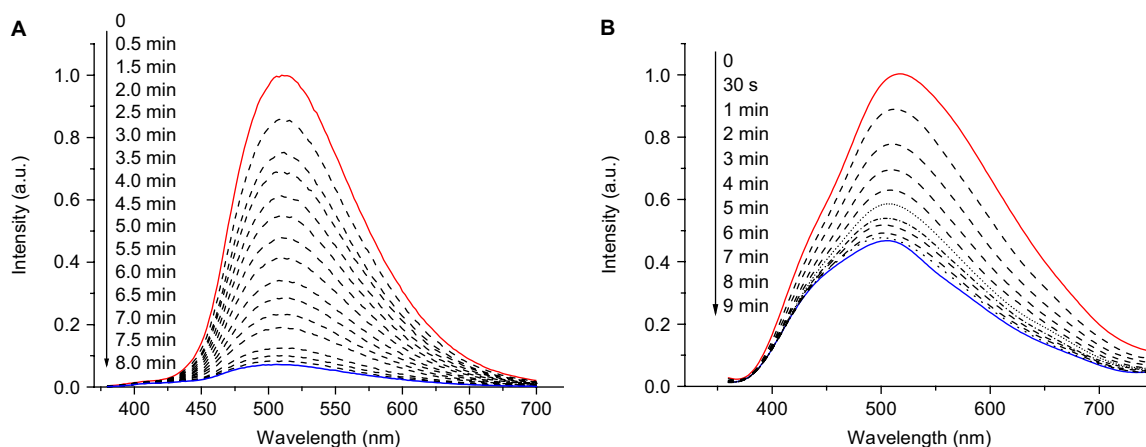 A
0
0.5 min
1.5 min
2.0 min
2.5 min
3.0 min
3.5 min
4.0 min
4.5 min
5.0 min
5.5 min
6.0 min
6.5 min
7.0 min
7.5 min
8.0 min
1.0
0.8
0.6
0.4
0.2
0.0
Intensity (a.u.)
400 450 500 550 600 650 700
Wavelength (nm)
B
0
30 s
1 min
2 min
3 min
4 min
5 min
6 min
7 min
8 min
9 min
1.0
0.8
0.6
0.4
0.2
0.0
Intensity (a.u.)
400 500 600 700
Wavelength (nm)